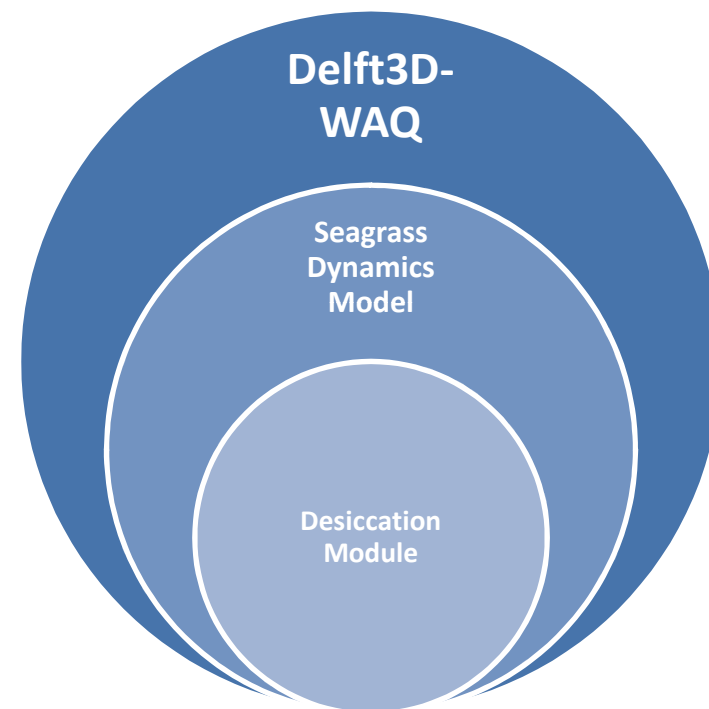 Delft3D-
WAQ
Seagrass
Dynamics
Model
Desiccation
Module